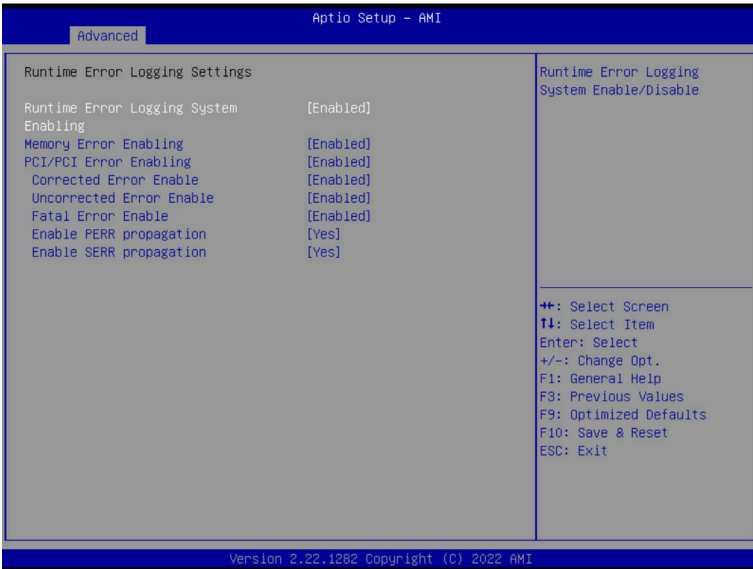 Aptio Setup – AMI
Advanced
Runtime Error Logging Settings
Runtime Error Logging System Enabling [Enabled]
Memory Error Enabling [Enabled]
PCI/PCI Error Enabling [Enabled]
Corrected Error Enable [Enabled]
Uncorrected Error Enable [Enabled]
Fatal Error Enable [Enabled]
Enable PERR propagation [Yes]
Enable SERR propagation [Yes]
Runtime Error Logging
System Enable/Disable
→←: Select Screen
↑↓: Select Item
Enter: Select
+/-: Change Opt.
F1: General Help
F3: Previous Values
F9: Optimized Defaults
F10: Save & Reset
ESC: Exit
Version 2.22.1282 Copyright (C) 2022 AMI